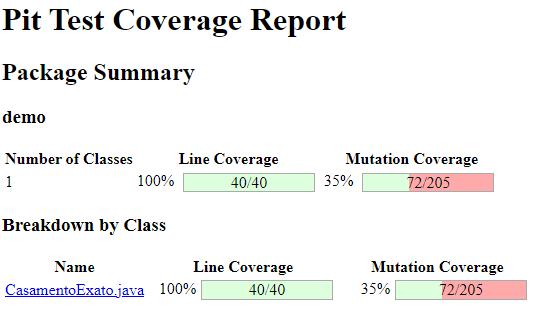 Pit Test Coverage Report
Package Summary
demo
Number of Classes Line Coverage Mutation Coverage
1 100% 40/40 35% 72/205
Breakdown by Class
Name Line Coverage Mutation Coverage
CasamentoExato.java 100% 40/40 35% 72/205